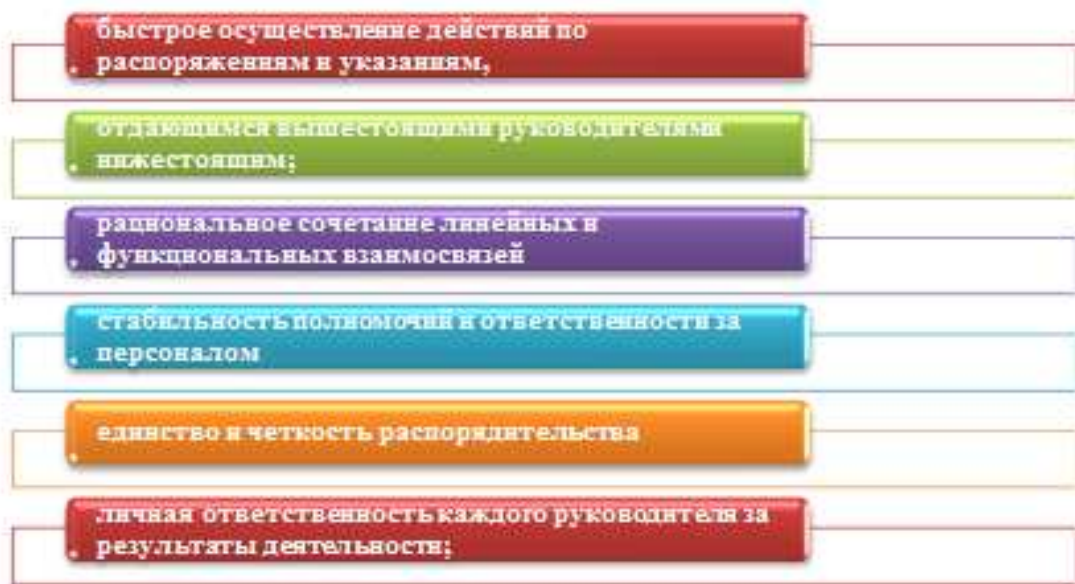 быстрое осуществление действий по
распоряжениям и указаниям,
отдающимся вышестоящими руководителями
нижестоящим;
рациональное сочетание линейных и
функциональных взаимосвязей
стабильность полномочий и ответственности за
персоналом
единство и четкость распорядительства
личная ответственность каждого руководителя за
результаты деятельности;